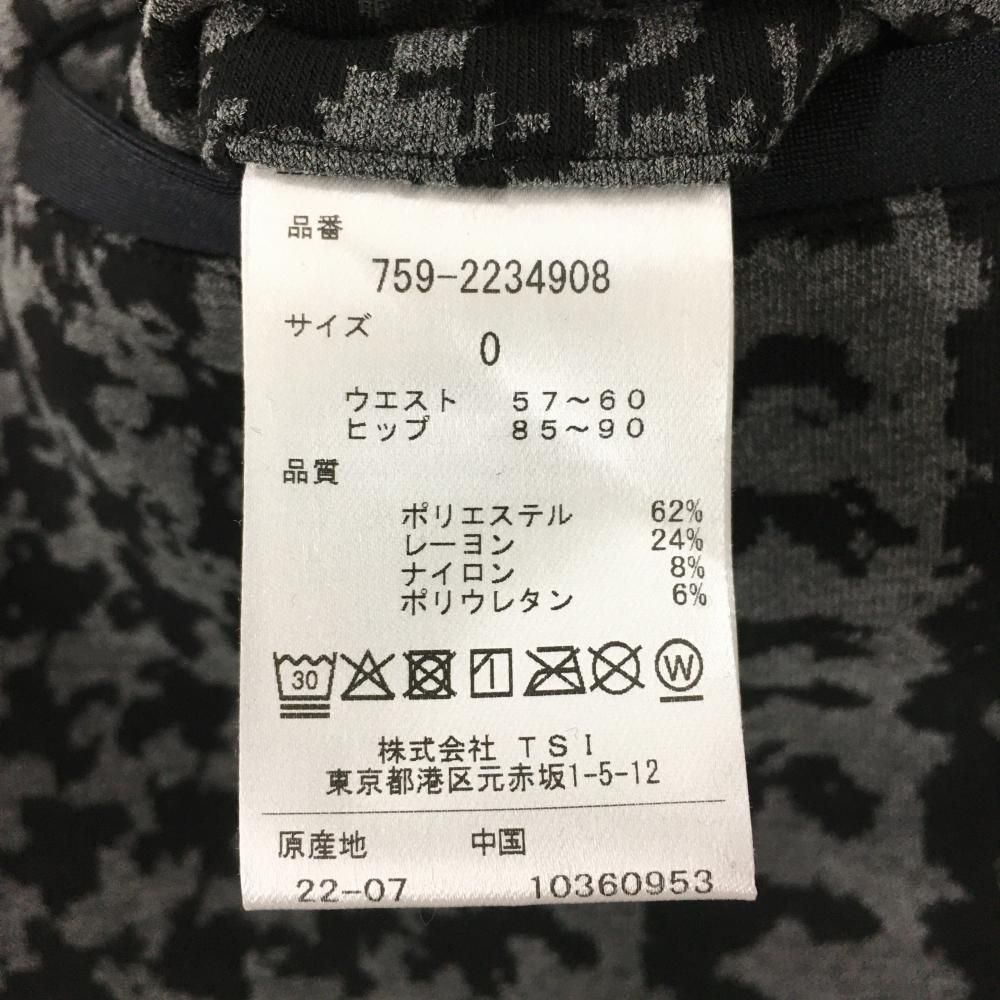 品番
759-2234908
サイズ
0
ウエスト 57～60
ヒップ 85～90
品質
ポリエステル 62%
レーヨン 24%
ナイロン 8%
ポリウレタン 6%
30 W
株式会社 TSI
東京都港区元赤坂1-5-12
原産地 中国
22-07 10360953